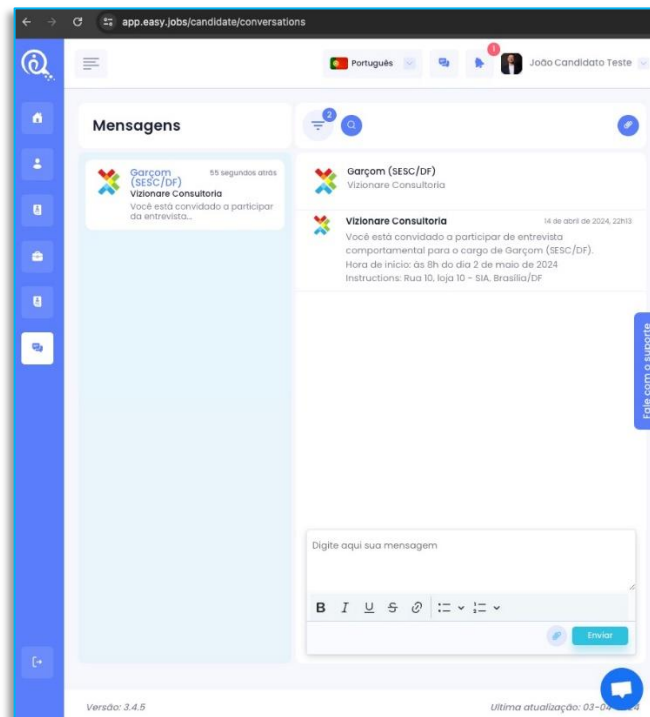 app.easy.jobs/candidate/conversations
Português
1
João Candidato Teste
Mensagens
2
Garçom
(SESC/DF)
55 segundos atrás
Vizionare Consultoria
Você está convidado a participar
da entrevista...
Garçom (SESC/DF)
Vizionare Consultoria
Vizionare Consultoria
14 de abril de 2024, 22h13
Você está convidado a participar de entrevista
comportamental para o cargo de Garçom (SESC/DF).
Hora de início: às 8h do dia 2 de maio de 2024
Instructions: Rua 10, loja 10 – SIA, Brasília/DF
Fale com o suporte
Digite aqui sua mensagem
B I U S
Enviar
Versão: 3.4.5
Ultima atualização: 03-04